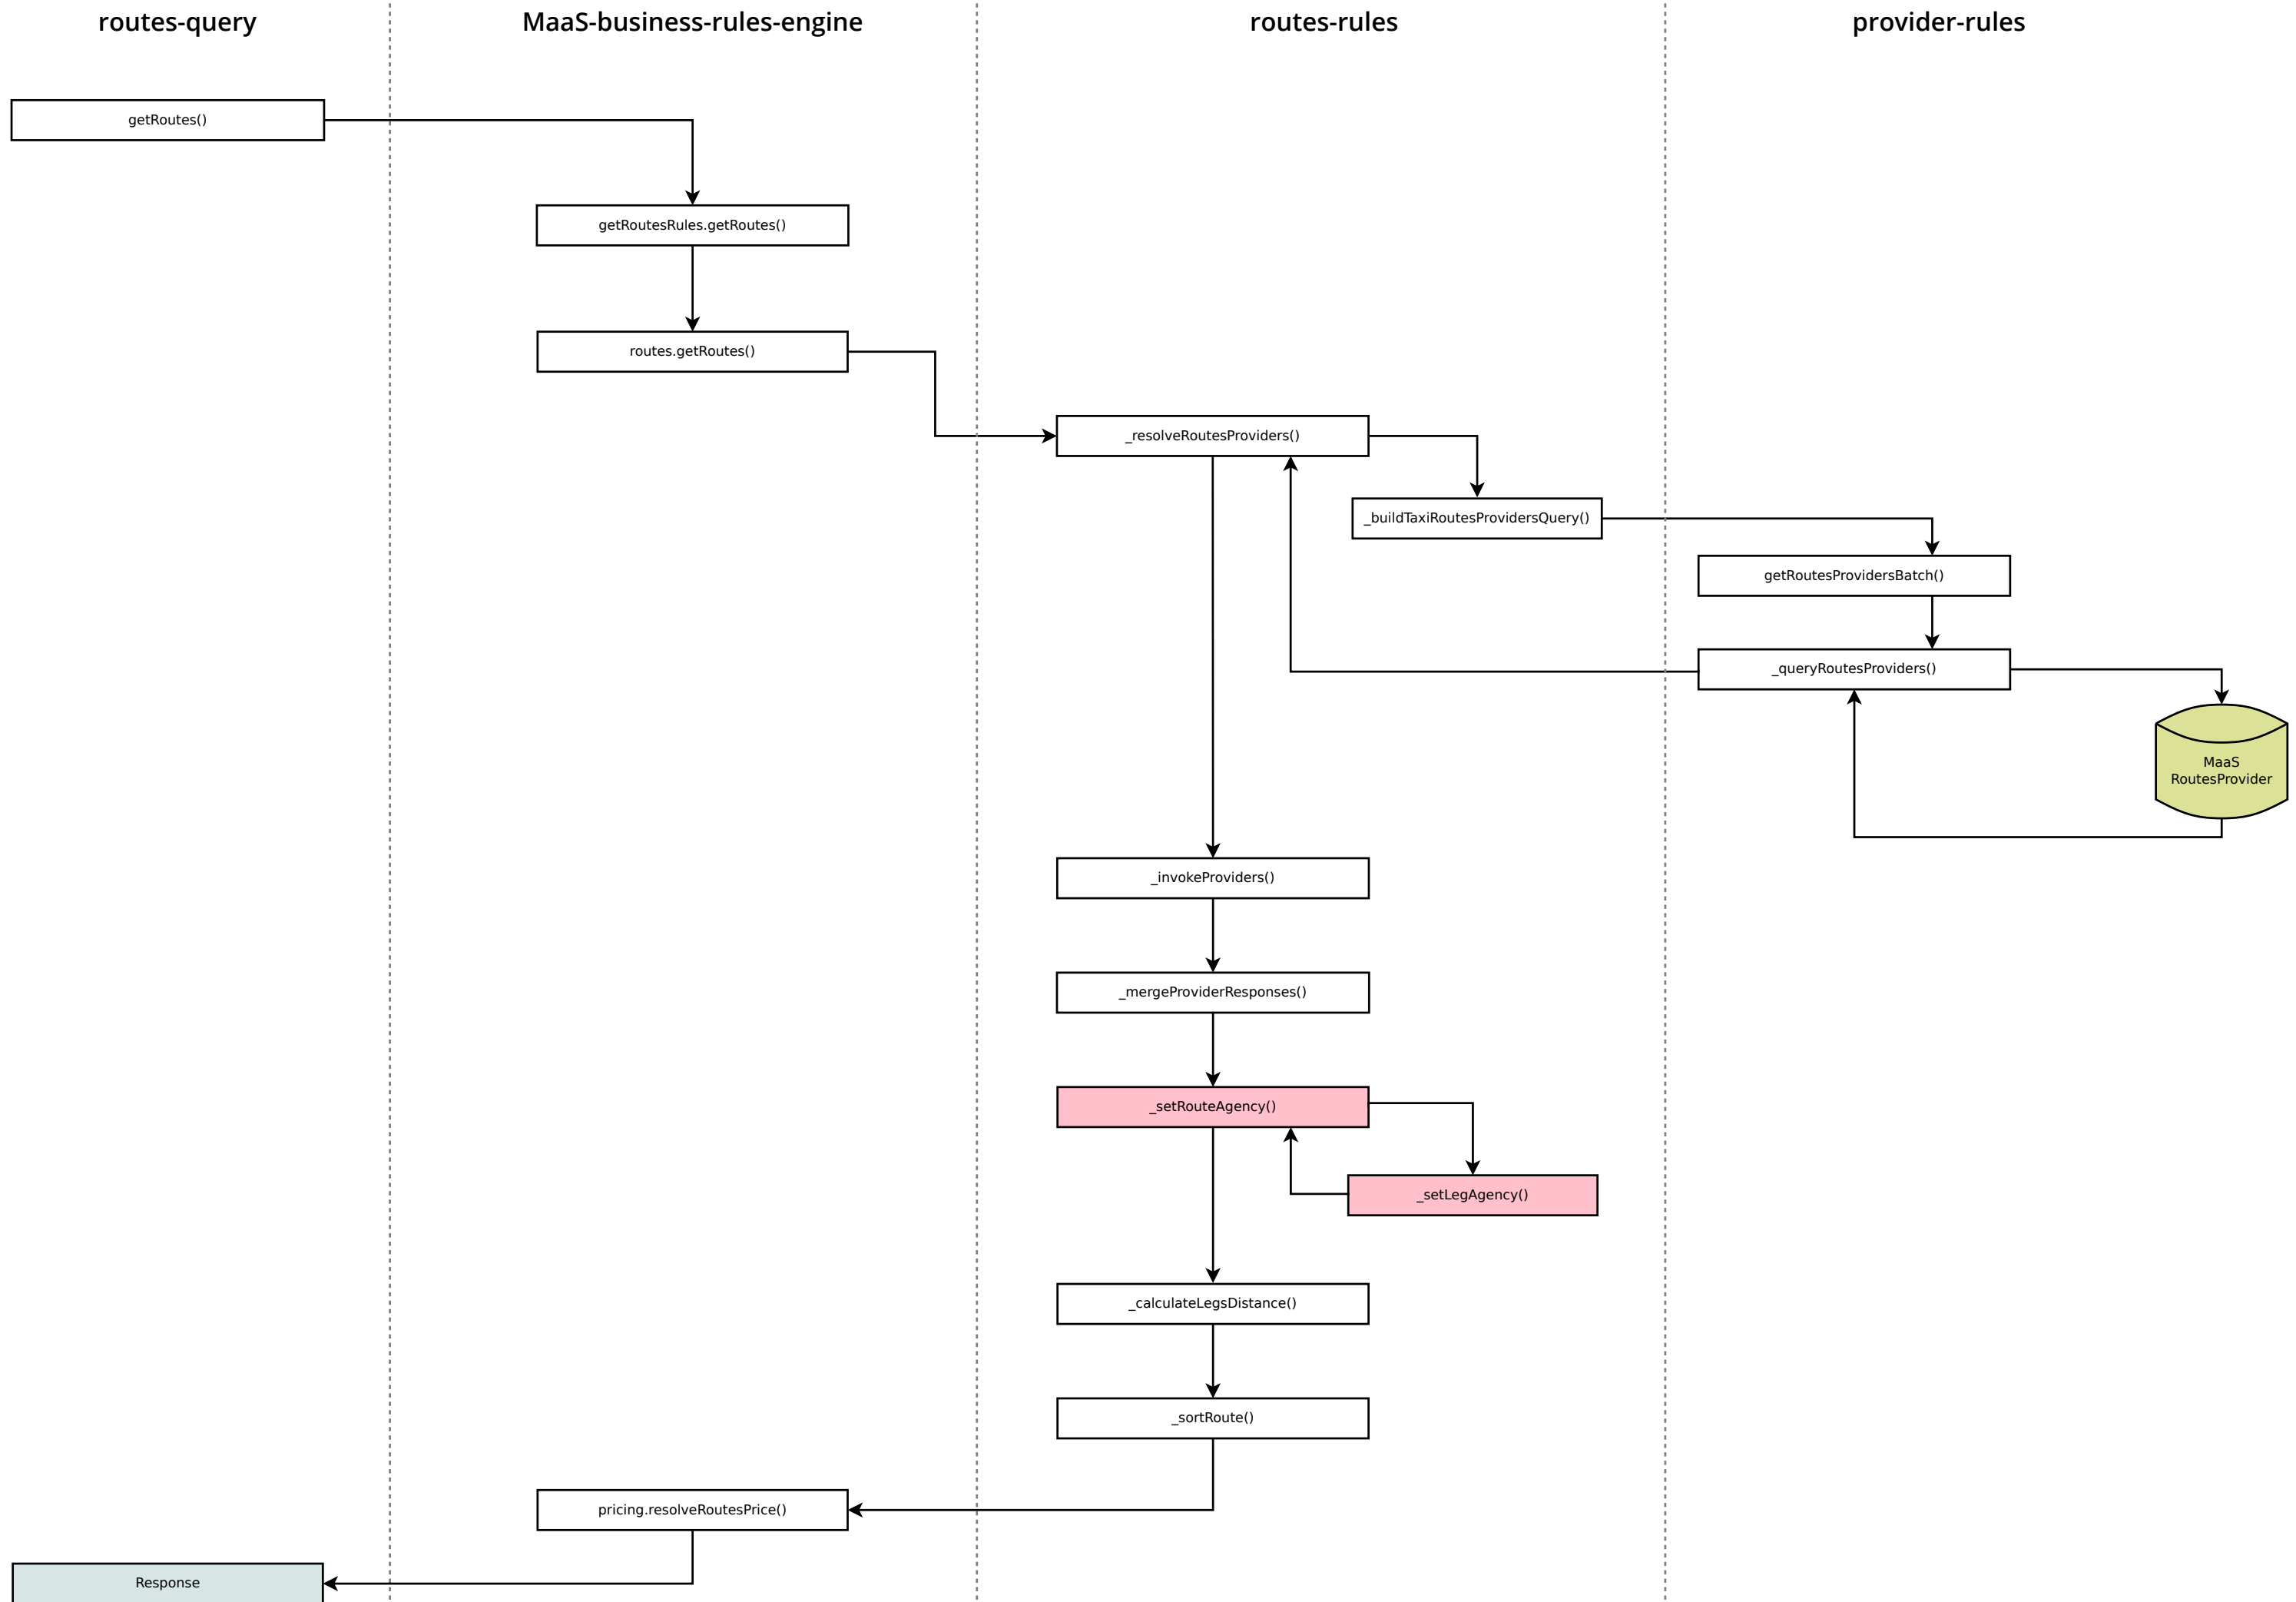 routes-query
MaaS-business-rules-engine
routes-rules
provider-rules
getRoutes()
getRoutesRules.getRoutes()
routes.getRoutes()
_resolveRoutesProviders()
_buildTaxiRoutesProvidersQuery()
getRoutesProvidersBatch()
_queryRoutesProviders()
MaaS
RoutesProvider
_invokeProviders()
_mergeProviderResponses()
_setRouteAgency()
_setLegAgency()
_calculateLegsDistance()
_sortRoute()
pricing.resolveRoutesPrice()
Response